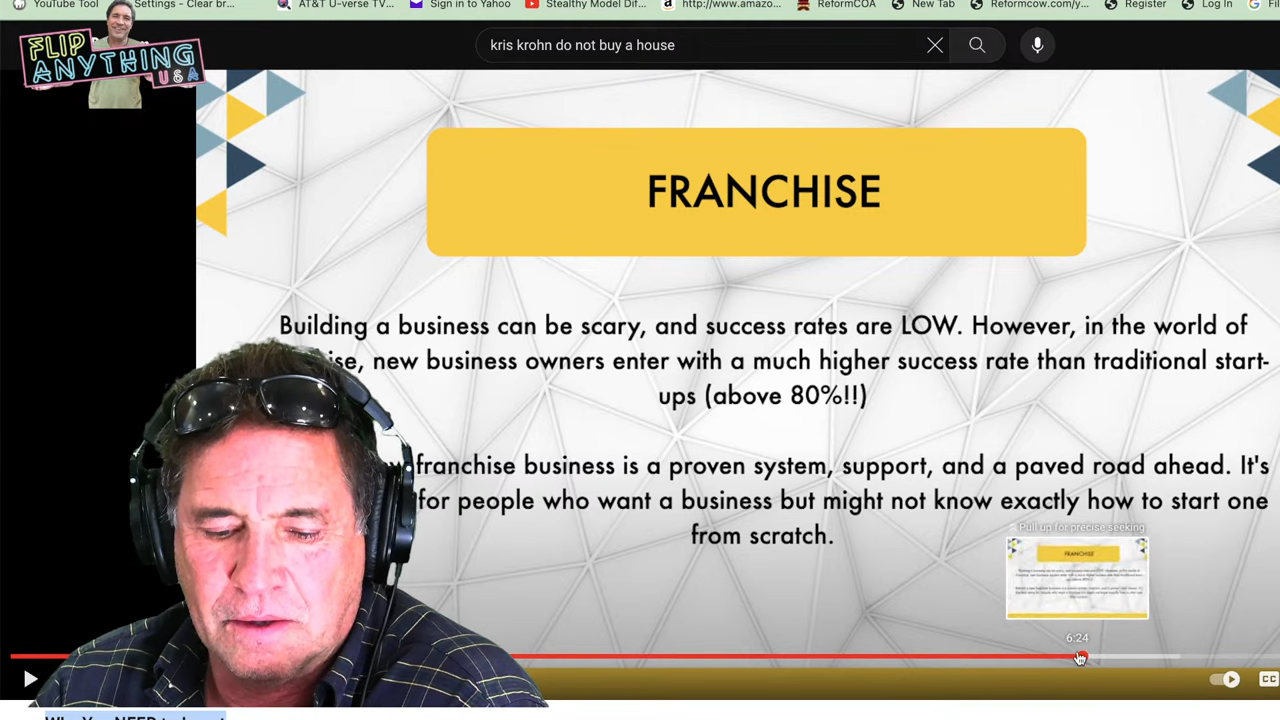 YouTube Tool
Settings - Clear br...
AT&T U-verse TV...
Sign in to Yahoo
Stealthy Model Dif...
http://www.amazo...
ReformCOA
New Tab
Reformcow.com/y...
Register
Log In
FLIP
ANYTHING
USA
kris krohn do not buy a house
FRANCHISE
Building a business can be scary, and success rates are LOW. However, in the world of
new business owners enter with a much higher success rate than traditional start-
ups (above 80%!!)
franchise business is a proven system, support, and a paved road ahead. It's
for people who want a business but might not know exactly how to start one
from scratch.
Pull up for precise seeking
FRANCHISE
6:24
CC